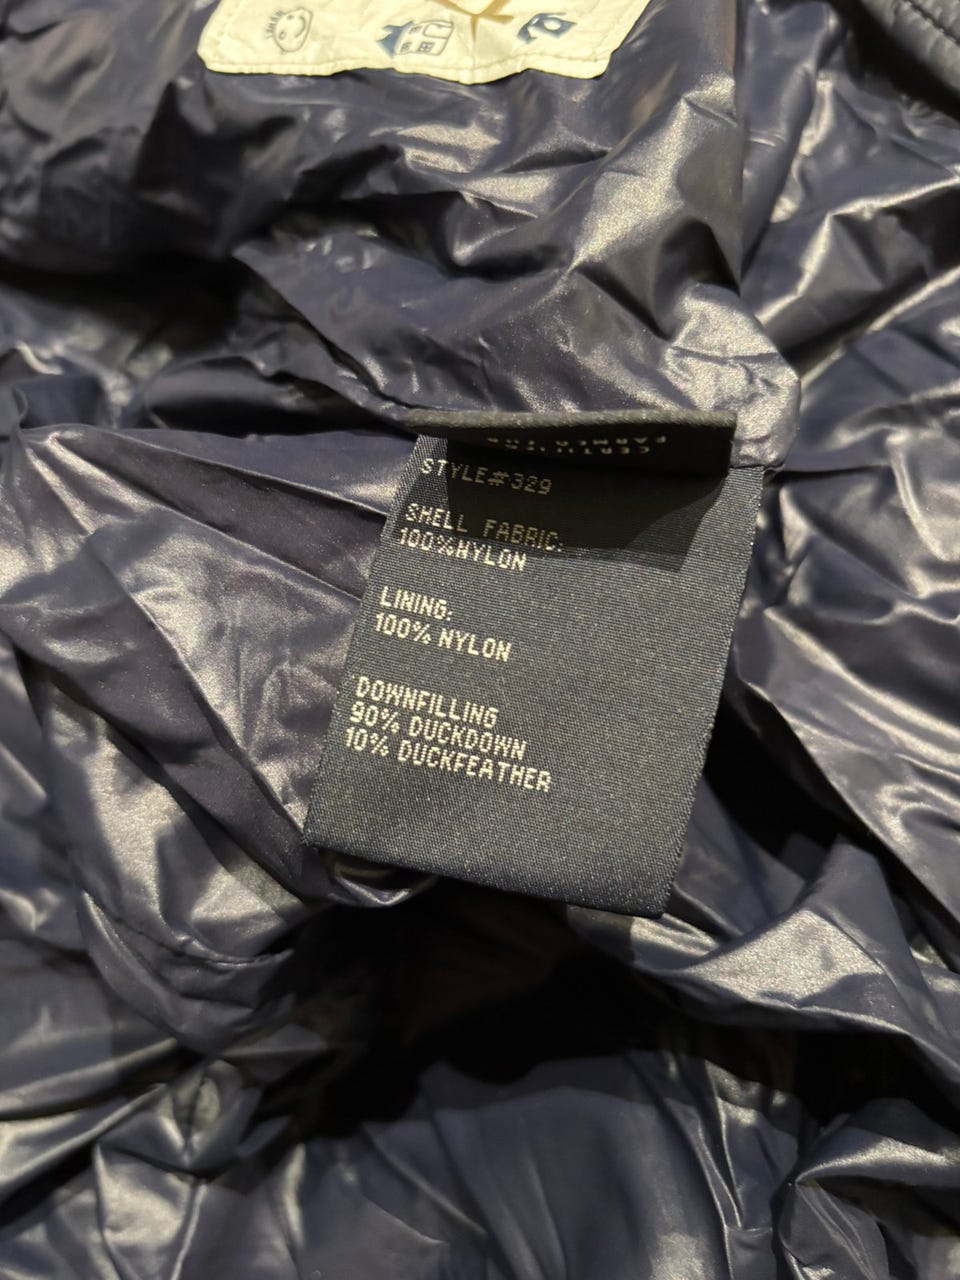 STYLE#329
SHELL FABRIC:
100%NYLON
LINING:
100% NYLON
DOWNFILLING
90% DUCKDOWN
10% DUCKFEATHER